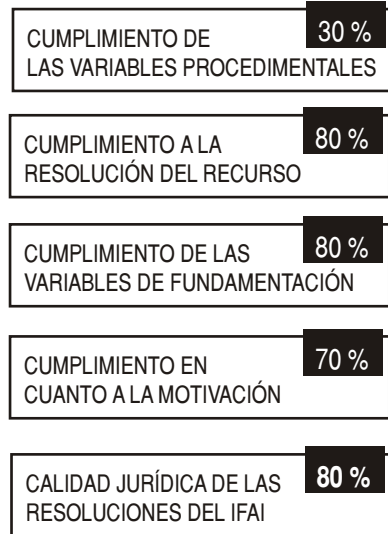 CUMPLIMIENTO DE 30 %
LAS VARIABLES PROCEDIMENTALES
CUMPLIMIENTO A LA 80 %
RESOLUCIÓN DEL RECURSO
CUMPLIMIENTO DE LAS 80 %
VARIABLES DE FUNDAMENTACIÓN
CUMPLIMIENTO EN 70 %
CUANTO A LA MOTIVACIÓN
CALIDAD JURÍDICA DE LAS 80 %
RESOLUCIONES DEL IFAI